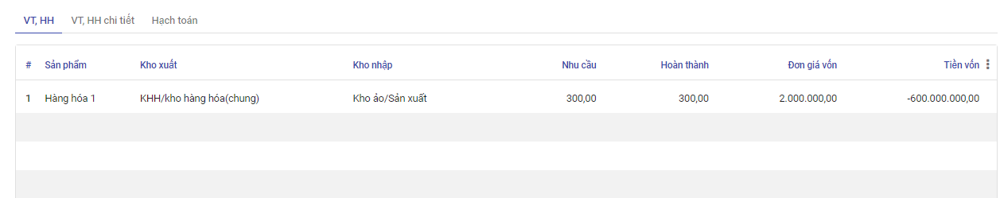 VT, HH VT, HH chi tiết Hạch toán
# Sản phẩm Kho xuất Kho nhập Nhu cầu Hoàn thành Đơn giá vốn Tiền vốn
1 Hàng hóa 1 KHH/kho hàng hóa(chung) Kho ảo/Sản xuất 300,00 300,00 2.000.000,00 -600.000.000,00